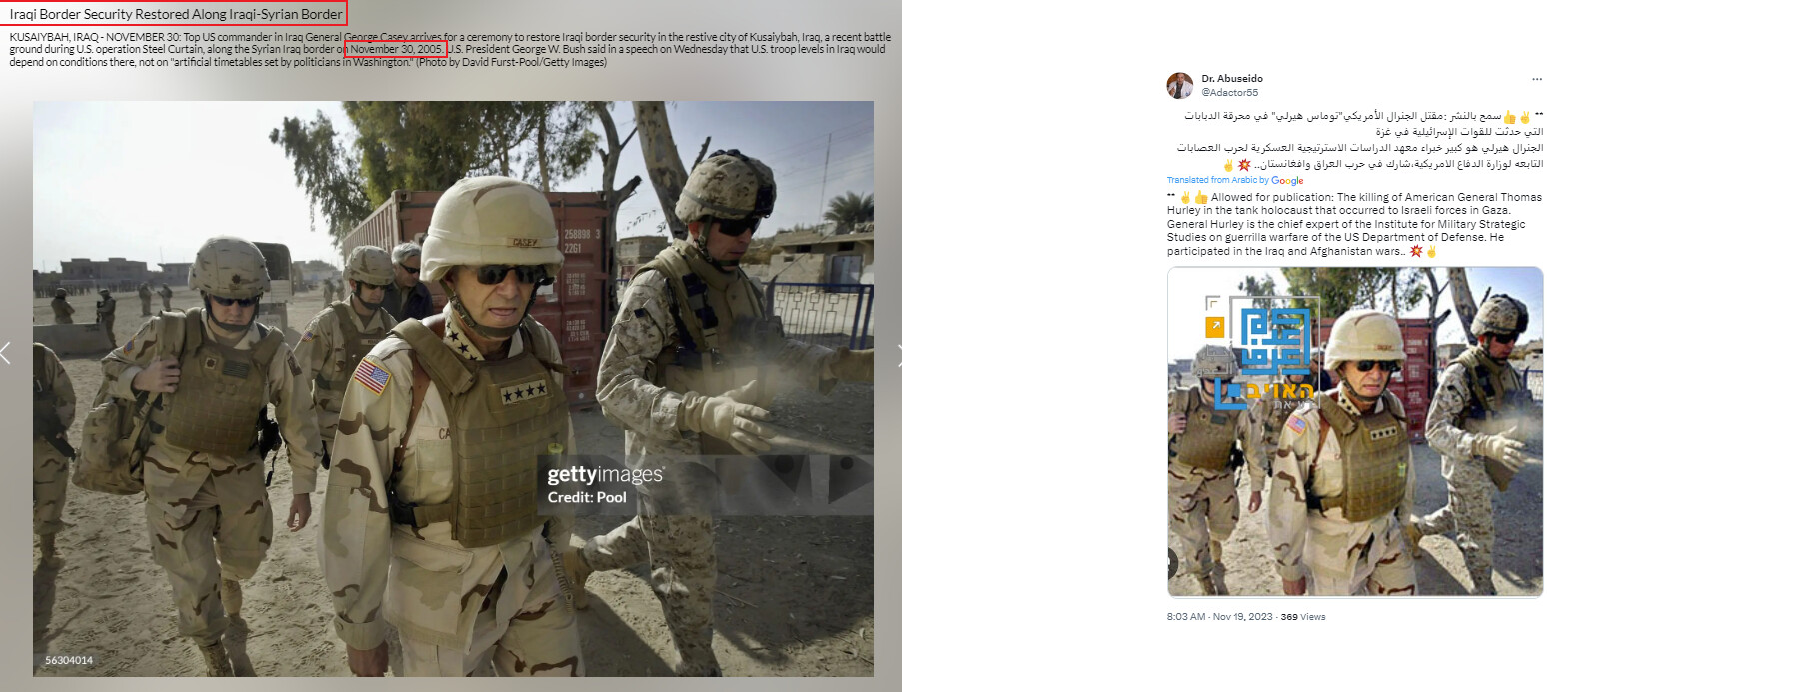 Iraqi Border Security Restored Along Iraqi-Syrian Border
KUSAIYBAH, IRAQ - NOVEMBER 30: Top US commander in Iraq General George Casey arrives for a ceremony to restore Iraqi border security in the restive city of Kusaiybah, Iraq, a recent battle
ground during U.S. operation Steel Curtain, along the Syrian Iraq border on November 30, 2005. U.S. President George W. Bush said in a speech on Wednesday that U.S. troop levels in Iraq would
depend on conditions there, not on "artificial timetables set by politicians in Washington." (Photo by David Furst-Pool/Getty Images)
258098 3
22G1
CASEY
CA
gettyimages
Credit: Pool
56304014
Dr. Abuseido
@Adactor55
** ✌👍سمح بالنشر :مقتل الجنرال الأمريكي"توماس هيرلي" في محرقة الدبابات
التي حدثت للقوات الإسرائيلية في غزة
الجنرال هيرلي هو كبير خبراء معهد الدراسات الاسترتيجية العسكرية لحرب العصابات
التابعه لوزارة الدفاع الامريكية،شارك في حرب العراق وافغانستان.. 💥✌
Translated from Arabic by Google
** ✌👍 Allowed for publication: The killing of American General Thomas
Hurley in the tank holocaust that occurred to Israeli forces in Gaza.
General Hurley is the chief expert of the Institute for Military Strategic
Studies on guerrilla warfare of the US Department of Defense. He
participated in the Iraq and Afghanistan wars.. 💥✌
האויב
8:03 AM · Nov 19, 2023 · 369 Views